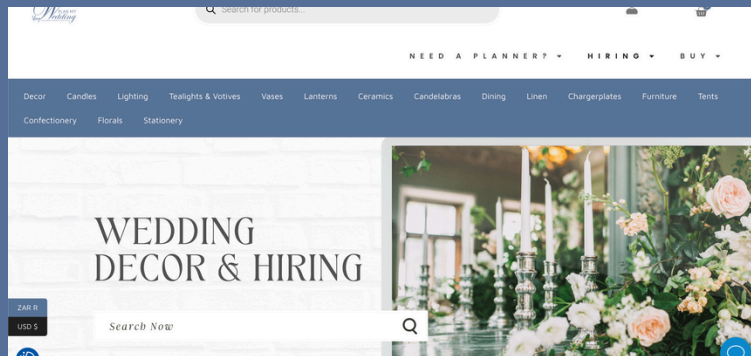 Wedding
Search for products...
NEED A PLANNER?
HIRING
BUY
Decor Candles Lighting Tealights & Votives Vases Lanterns Ceramics Candelabras Dining Linen Chargerplates Furniture Tents
Confectionery Florals Stationery
WEDDING
DECOR & HIRING
Search Now
ZAR R
USD $